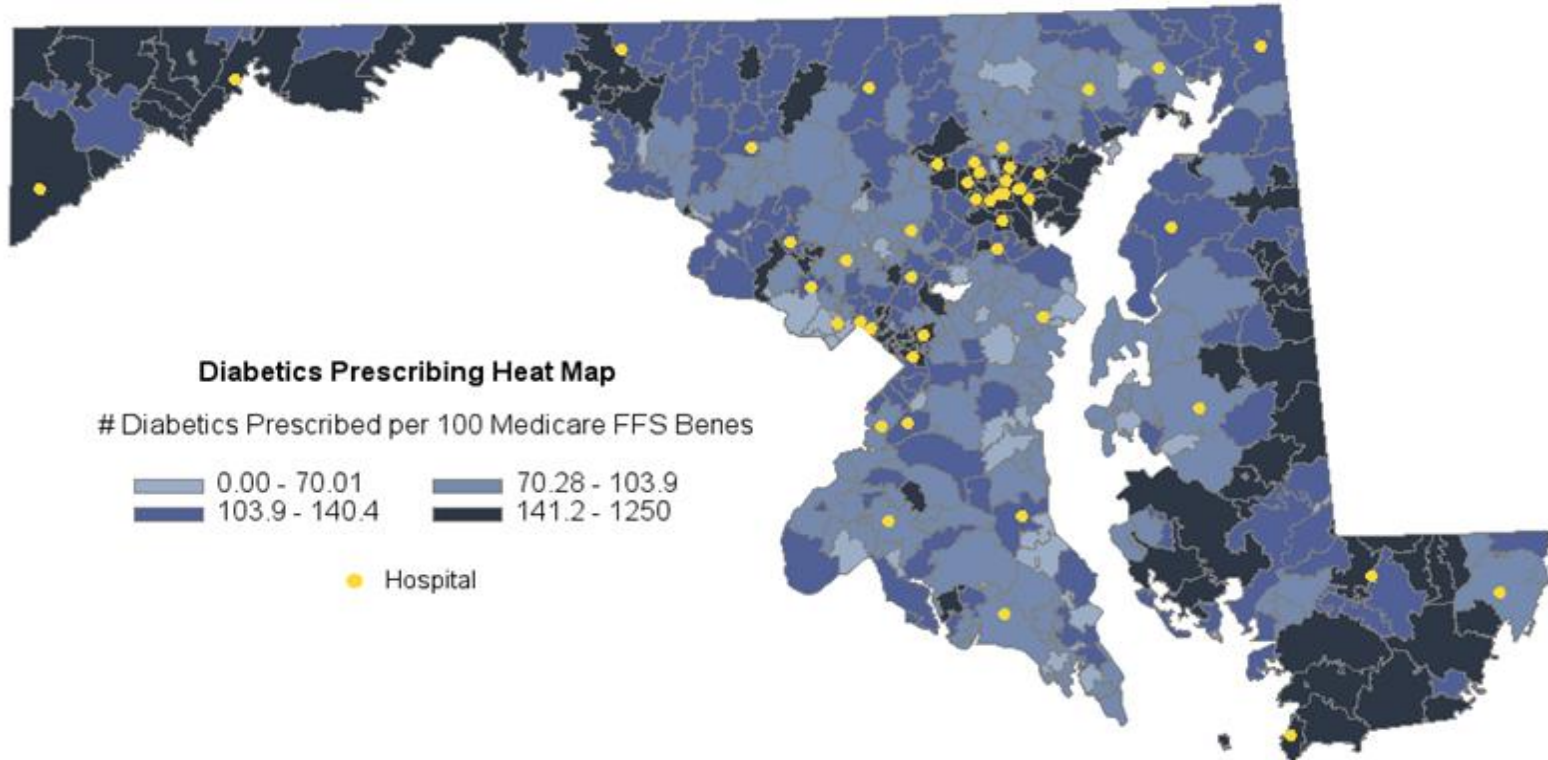 Diabetics Prescribing Heat Map
# Diabetics Prescribed per 100 Medicare FFS Benes
0.00 - 70.01 70.28 - 103.9
103.9 - 140.4 141.2 - 1250
Hospital